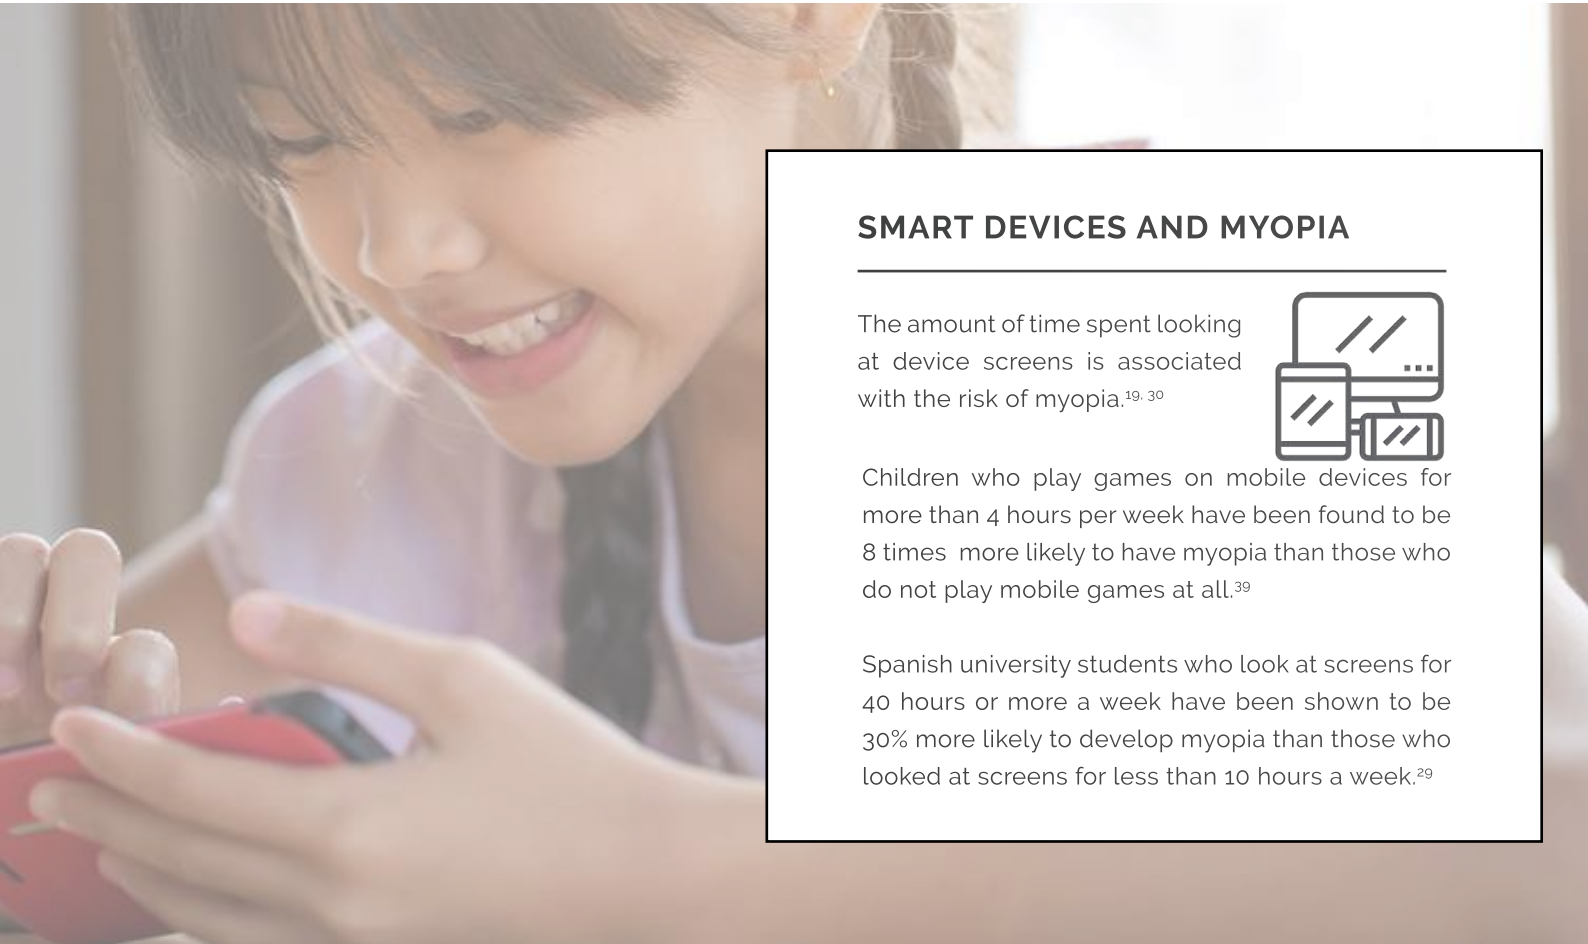 SMART DEVICES AND MYOPIA
The amount of time spent looking
at device screens is associated
with the risk of myopia.19, 30
Children who play games on mobile devices for
more than 4 hours per week have been found to be
8 times  more likely to have myopia than those who
do not play mobile games at all.39
Spanish university students who look at screens for
40 hours or more a week have been shown to be
30% more likely to develop myopia than those who
looked at screens for less than 10 hours a week.29